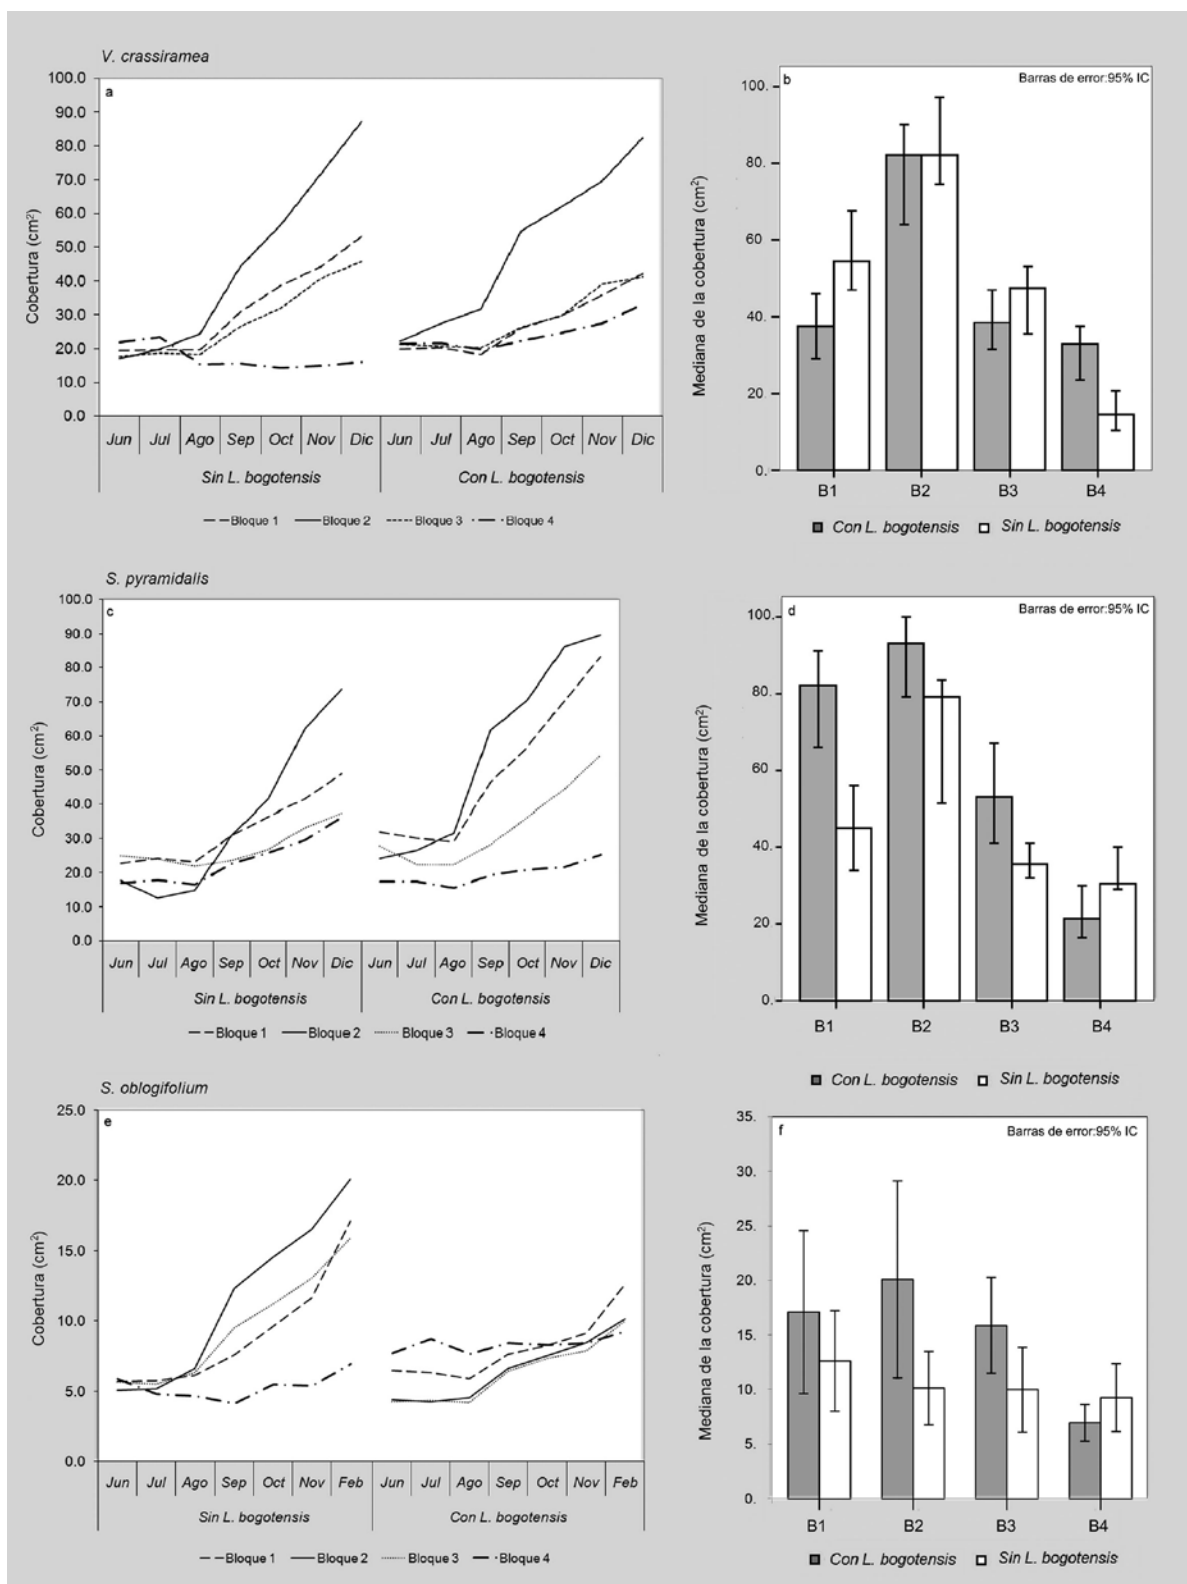 V. crassiramea
a
Cobertura (cm²)
100.0
90.0
80.0
70.0
60.0
50.0
40.0
30.0
20.0
10.0
0.0
Jun Jul Ago Sep Oct Nov Dic Jun Jul Ago Sep Oct Nov Dic
Sin L. bogotensis Con L. bogotensis
Bloque 1 Bloque 2 Bloque 3 Bloque 4
b
Barras de error:95% IC
Mediana de la cobertura (cm²)
100.
80.
60
40.
20
0.
B1 B2 B3 B4
Con L. bogotensis Sin L. bogotensis
S. pyramidalis
c
Cobertura (cm²)
100.0
90.0
80.0
70.0
60.0
50.0
40.0
30.0
20.0
10.0
0.0
Jun Jul Ago Sep Oct Nov Dic Jun Jul Ago Sep Oct Nov Dic
Sin L. bogotensis Con L. bogotensis
Bloque 1 Bloque 2 Bloque 3 Bloque 4
d
Barras de error:95% IC
Mediana de la cobertura (cm²)
100.
80.
60
40.
20
0.
B1 B2 B3 B4
Con L. bogotensis Sin L. bogotensis
S. oblogifolium
e
Cobertura (cm²)
25.0
20.0
15.0
10.0
5.0
0.0
Jun Jul Ago Sep Oct Nov Feb Jun Jul Ago Sep Oct Nov Feb
Sin L. bogotensis Con L. bogotensis
Bloque 1 Bloque 2 Bloque 3 Bloque 4
f
Barras de error:95% IC
Mediana de la cobertura (cm²)
35.
30.
25.
20.
15.
10.
5.
0.
B1 B2 B3 B4
Con L. bogotensis Sin L. bogotensis